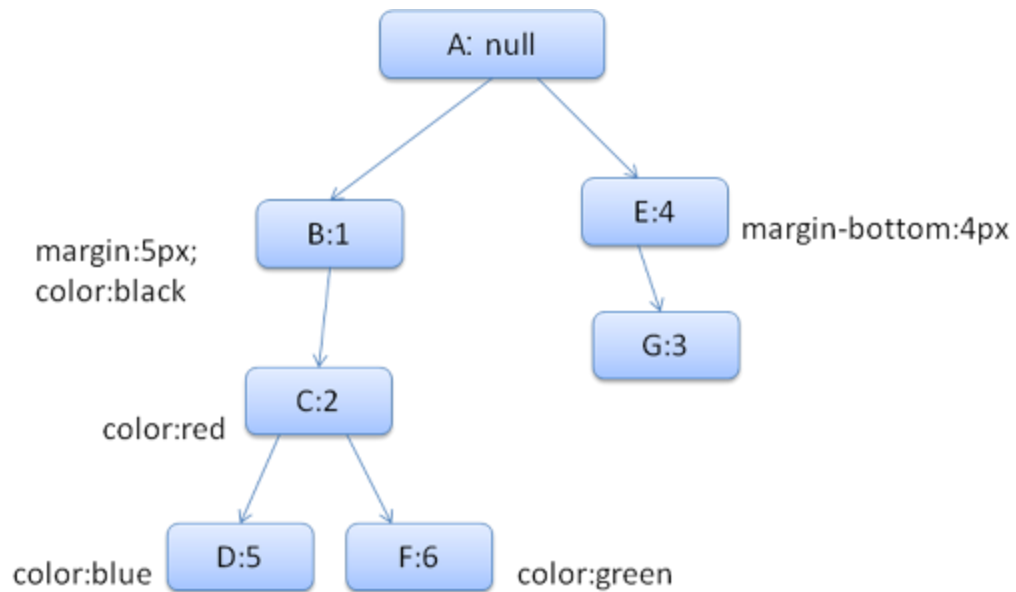 A: null
B:1
E:4
margin-bottom:4px
margin:5px;
color:black
G:3
C:2
color:red
D:5
F:6
color:blue
color:green